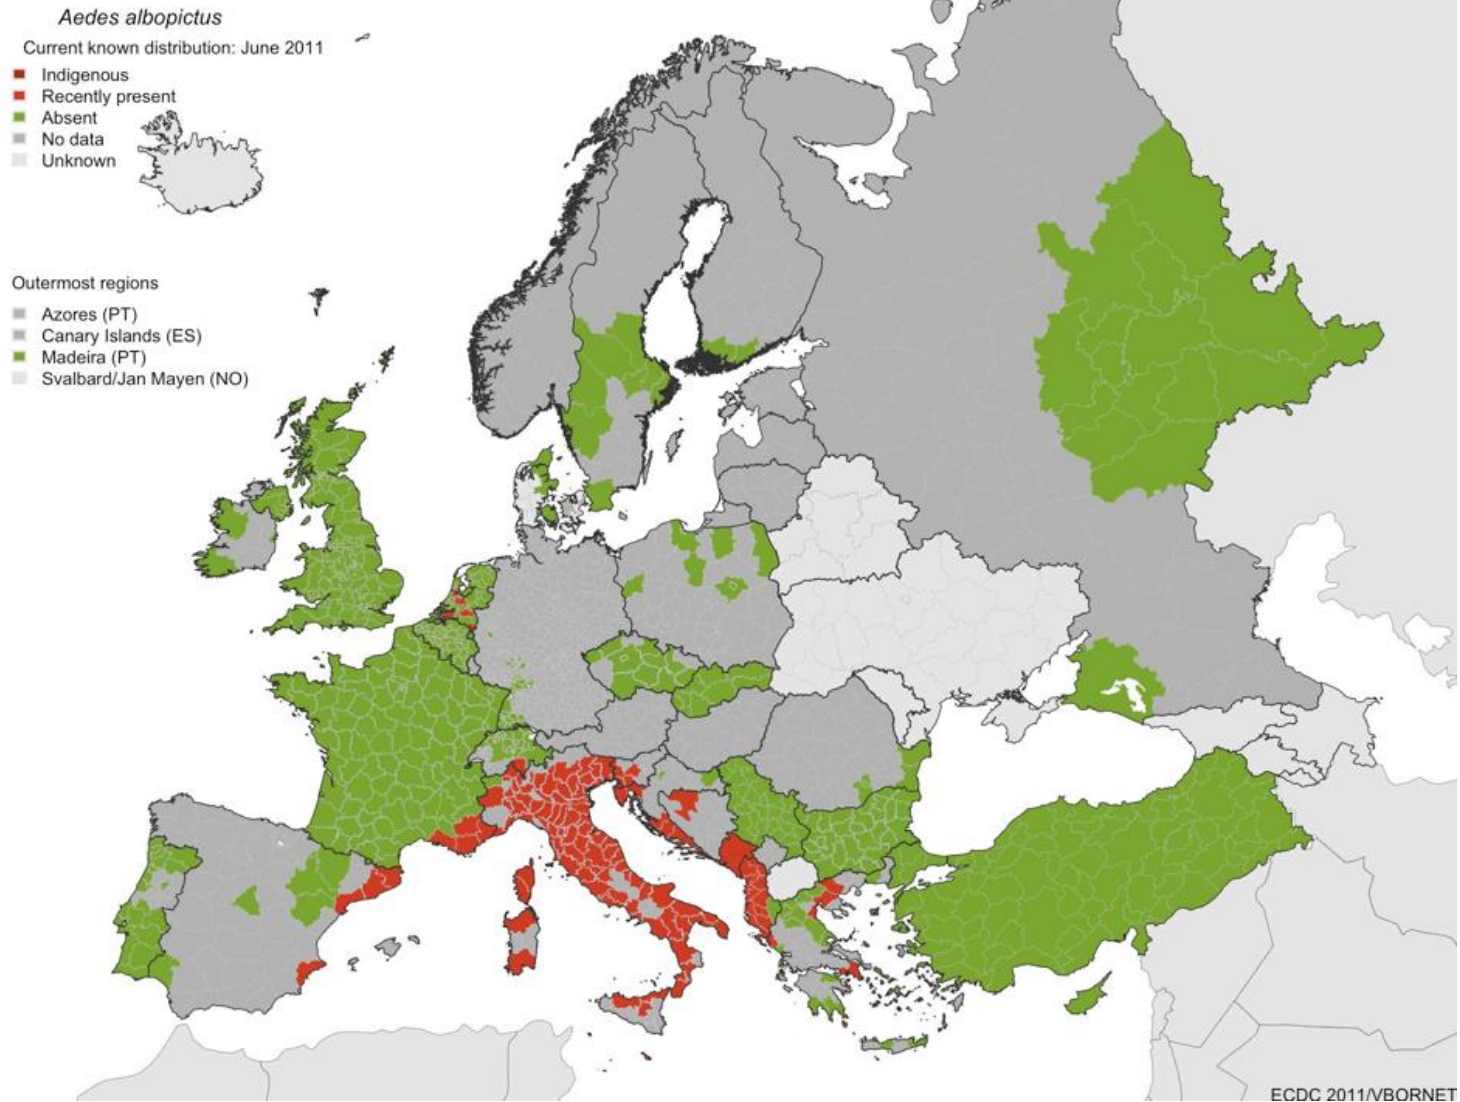 Aedes albopictus
Current known distribution: June 2011
Indigenous
Recently present
Absent
No data
Unknown
Outermost regions
Azores (PT)
Canary Islands (ES)
Madeira (PT)
Svalbard/Jan Mayen (NO)
ECDC 2011/VBORNET